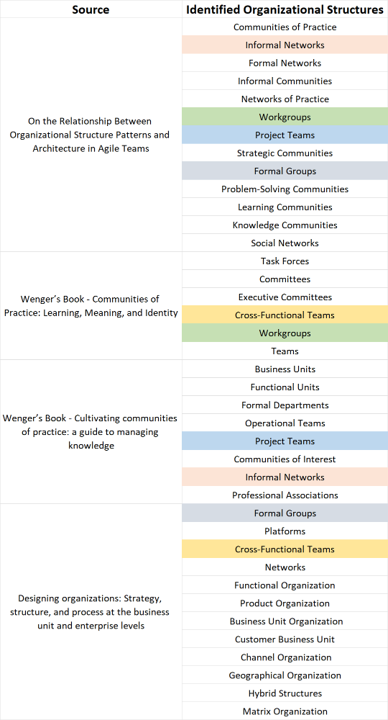 Source
Identified Organizational Structures
On the Relationship Between
Organizational Structure Patterns and
Architecture in Agile Teams
Communities of Practice
Informal Networks
Formal Networks
Informal Communities
Networks of Practice
Workgroups
Project Teams
Strategic Communities
Formal Groups
Problem-Solving Communities
Learning Communities
Knowledge Communities
Social Networks
Wenger's Book - Communities of
Practice: Learning, Meaning, and Identity
Task Forces
Committees
Executive Committees
Cross-Functional Teams
Workgroups
Teams
Wenger's Book - Cultivating communities
of practice: a guide to managing
knowledge
Business Units
Functional Units
Formal Departments
Operational Teams
Project Teams
Communities of Interest
Informal Networks
Professional Associations
Designing organizations: Strategy,
structure, and process at the business
unit and enterprise levels
Formal Groups
Platforms
Cross-Functional Teams
Networks
Functional Organization
Product Organization
Business Unit Organization
Customer Business Unit
Channel Organization
Geographical Organization
Hybrid Structures
Matrix Organization